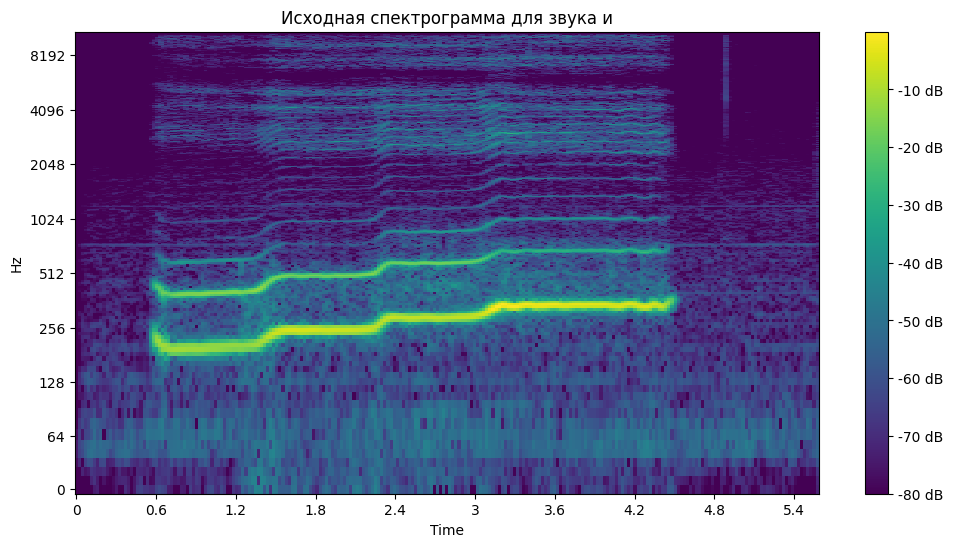 Исходная спектрограмма для звука и
8192
4096
2048
1024
512
256
128
64
0
Hz
0 0.6 1.2 1.8 2.4 3 3.6 4.2 4.8 5.4
Time
-10 dB
-20 dB
-30 dB
-40 dB
-50 dB
-60 dB
-70 dB
-80 dB